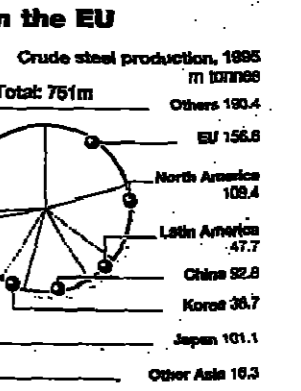 n the EU
Crude steel production, 1995
m tonnes
Total: 751m
Others 190.4
EU 156.6
North America
109.4
Latin America
47.7
China 92.8
Korea 36.7
Japan 101.1
Other Asia 16.3